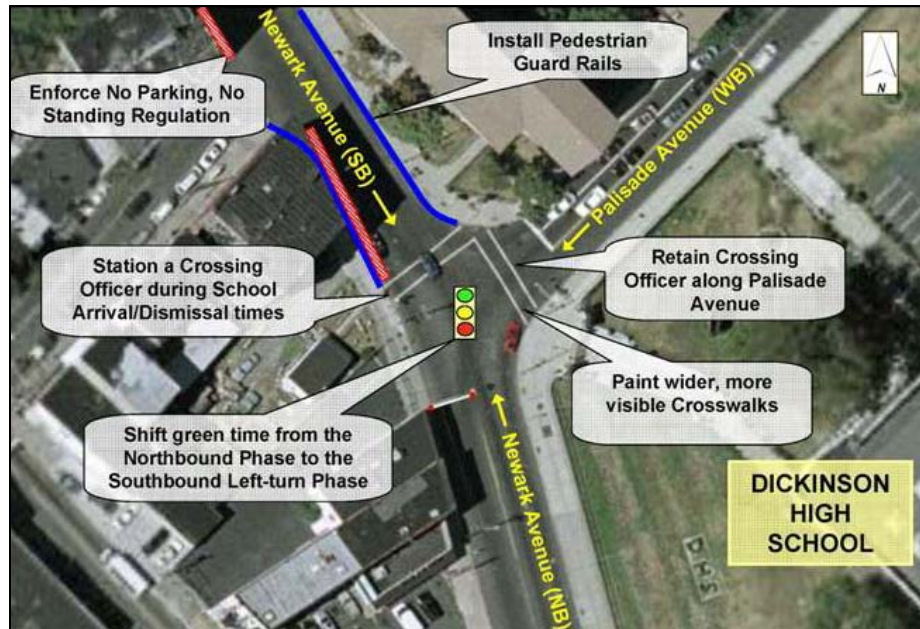 Enforce No Parking, No
Standing Regulation
Newark Avenue (SB)
Install Pedestrian
Guard Rails
Palisade Avenue (WB)
N
Station a Crossing
Officer during School
Arrival/Dismissal times
Retain Crossing
Officer along Palisade
Avenue
Paint wider, more
visible Crosswalks
Shift green time from the
Northbound Phase to the
Southbound Left-turn Phase
Newark Avenue (NB)
DICKINSON
HIGH
SCHOOL
DHS